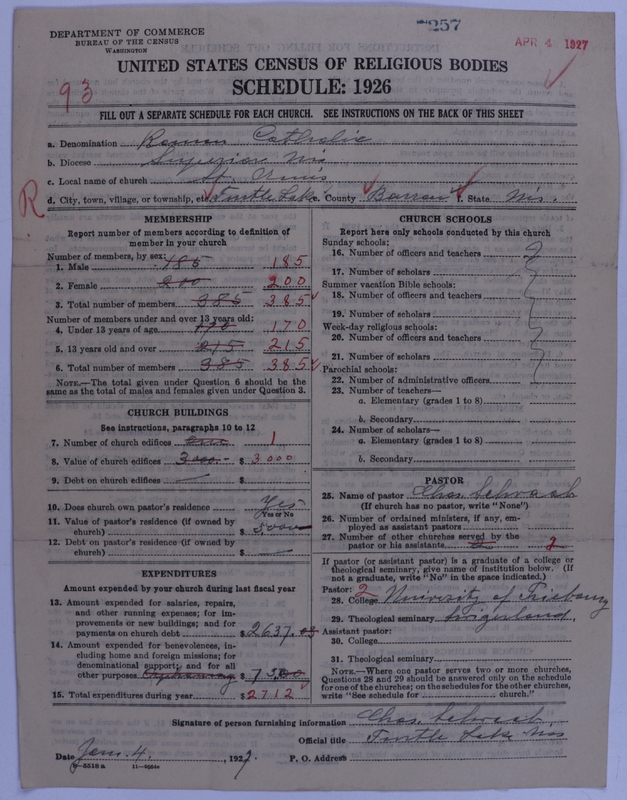 7257
DEPARTMENT OF COMMERCE
BUREAU OF THE CENSUS
WASHINGTON
APR 4 1927
UNITED STATES CENSUS OF RELIGIOUS BODIES
SCHEDULE: 1926
93
FILL OUT A SEPARATE SCHEDULE FOR EACH CHURCH. SEE INSTRUCTIONS ON THE BACK OF THIS SHEET
a. Denomination Roman Catholic
b. Diocese Superior Wis
c. Local name of church St. Ann's
R
d. City, town, village, or township, etc. Turtle Lake e. County Barron f. State Wis.
MEMBERSHIP
Report number of members according to definition of
member in your church
Number of members, by sex:
1. Male 185 185
2. Female 200 200
3. Total number of members 385 385
Number of members under and over 13 years old:
4. Under 13 years of age 170 170
5. 13 years old and over 215 215
6. Total number of members 385 385
NOTE.—The total given under Question 6 should be the
same as the total of males and females given under Question 3.
CHURCH BUILDINGS
See instructions, paragraphs 10 to 12
7. Number of church edifices one 1
8. Value of church edifices 3000.- $ 3000
9. Debt on church edifices — $
10. Does church own pastor's residence Yes
Yes or No
11. Value of pastor's residence (if owned by
church) $ 5000
12. Debt on pastor's residence (if owned by
church) $ —
EXPENDITURES
Amount expended by your church during last fiscal year
13. Amount expended for salaries, repairs,
and other running expenses; for im-
provements or new buildings; and for
payments on church debt $ 2637.03
14. Amount expended for benevolences, in-
cluding home and foreign missions; for
denominational support; and for all
other purposes. $ 75.00
15. Total expenditures during year $ 2712
CHURCH SCHOOLS
Report here only schools conducted by this church
Sunday schools:
16. Number of officers and teachers
17. Number of scholars
Summer vacation Bible schools:
18. Number of officers and teachers
19. Number of scholars
Week-day religious schools:
20. Number of officers and teachers
21. Number of scholars
Parochial schools:
22. Number of administrative officers
23. Number of teachers—
a. Elementary (grades 1 to 8)
b. Secondary
24. Number of scholars—
a. Elementary (grades 1 to 8)
b. Secondary
PASTOR
25. Name of pastor Chas. Schwab
(If church has no pastor, write "None")
26. Number of ordained ministers, if any, em-
ployed as assistant pastors
27. Number of other churches served by the
pastor or his assistants 2
If pastor (or assistant pastor) is a graduate of a college or
theological seminary, give name of institution below. (If
not a graduate, write "No" in the space indicated.)
Pastor: 2
28. College University of Friebourg
29. Theological seminary Switzerland
Assistant pastor:
30. College
31. Theological seminary
NOTE.—Where one pastor serves two or more churches,
Questions 28 and 29 should be answered only on the schedule
for one of the churches; on the schedules for the other churches,
write "See schedule for church."
Signature of person furnishing information Chas. Schwab
Official title Turtle Lake Wis
Date Jan. 4, 1927. P. O. Address